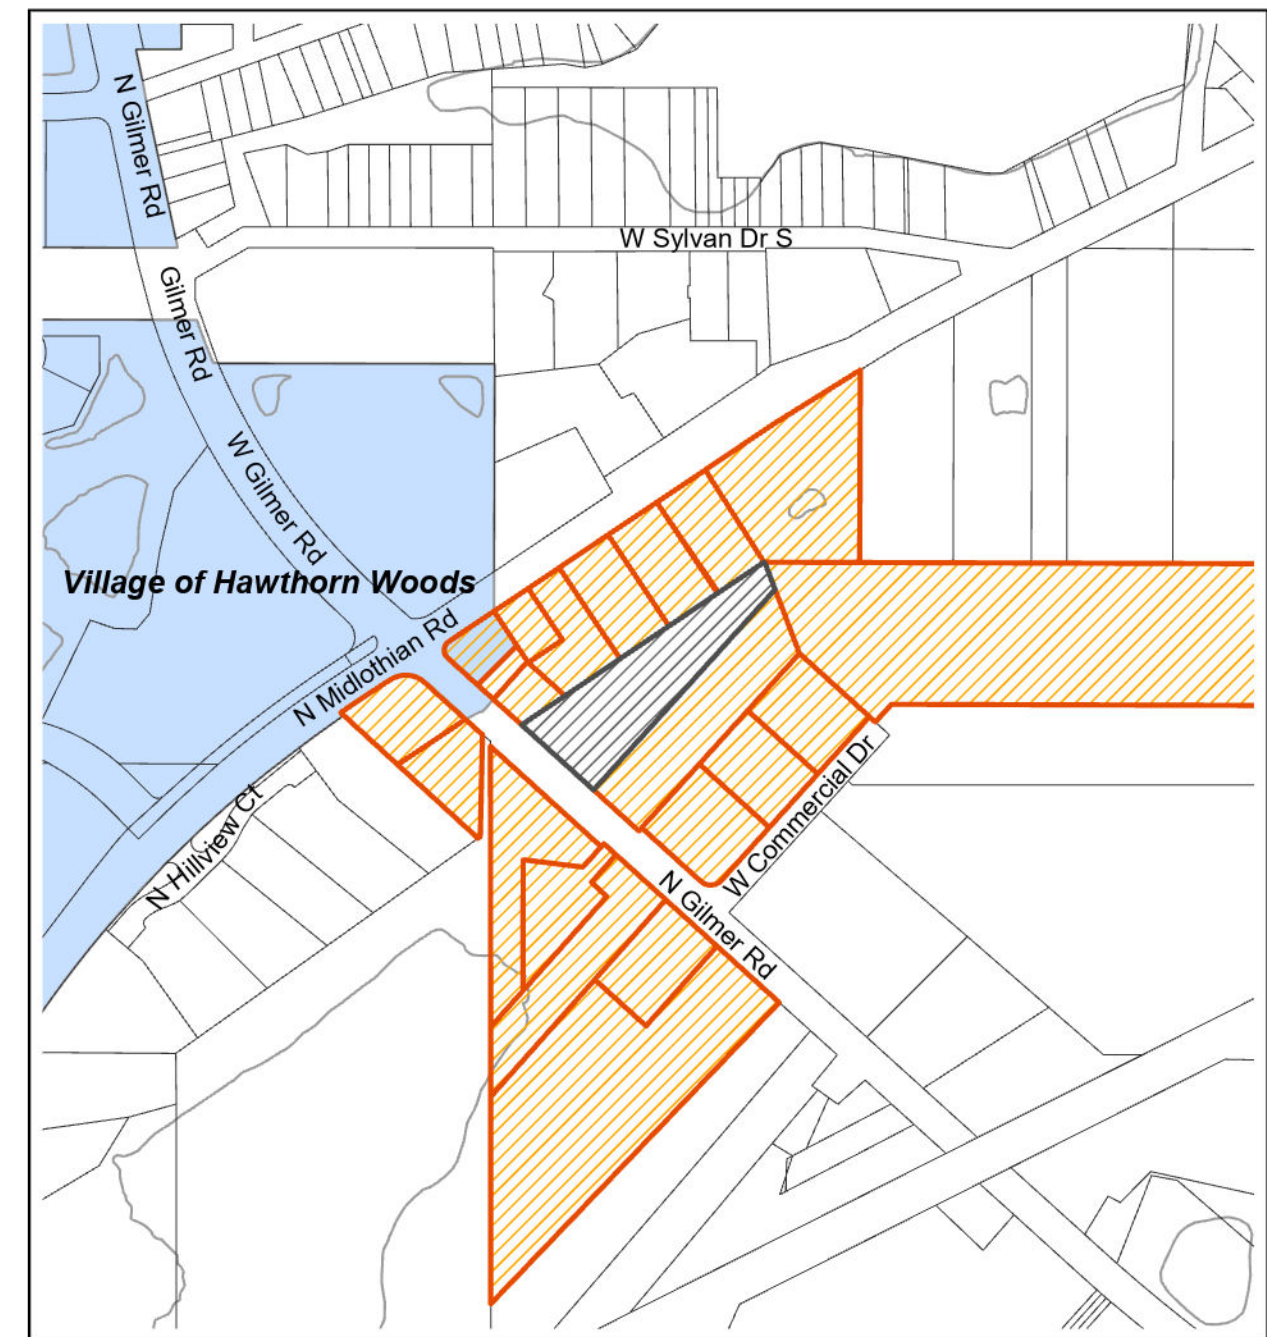 N Gilmer Rd
W Sylvan Dr S
Gilmer Rd
W Gilmer Rd
Village of Hawthorn Woods
N Midlothian Rd
W Commercial Dr
N Hillview Ct
N Gilmer Rd